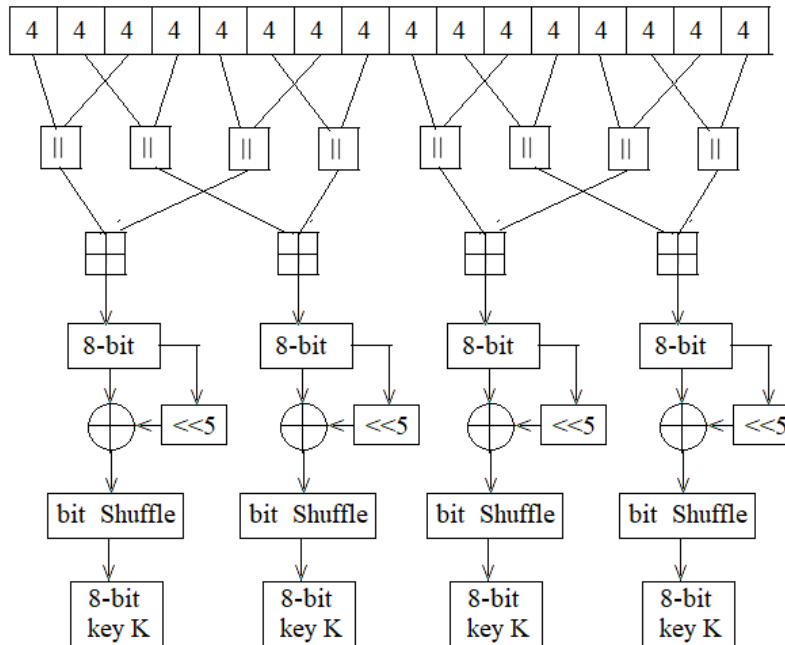 4 4 4 4 4 4 4 4 4 4 4 4 4 4 4 4
|| || || || || || || ||
8-bit 8-bit 8-bit 8-bit
<<5 <<5 <<5 <<5
bit Shuffle bit Shuffle bit Shuffle bit Shuffle
8-bit 8-bit 8-bit 8-bit
key K key K key K key K